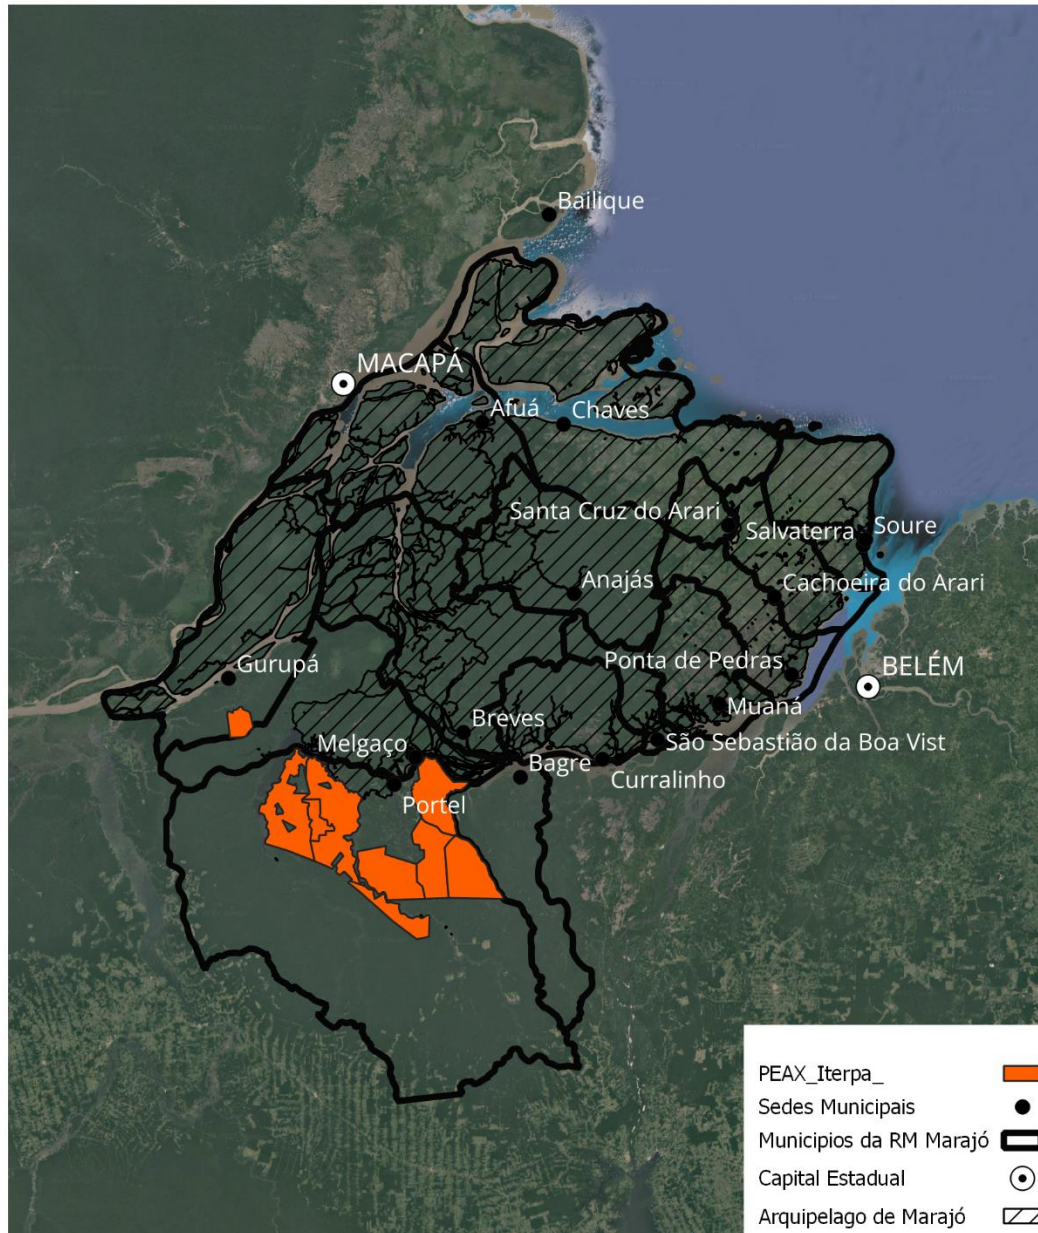 Bailique
MACAPÁ
Afuá
Chaves
Santa Cruz do Arari
Salvaterra
Soure
Anajás
Cachoeira do Arari
Gurupá
Ponta de Pedras
BELÉM
Muaná
Breves
São Sebastião da Boa Vist
Melgaço
Bagre
Curralinho
Portel
PEAX_Iterpa_
Sedes Municipais
Municipios da RM Marajó
Capital Estadual
Arquipelago de Marajó